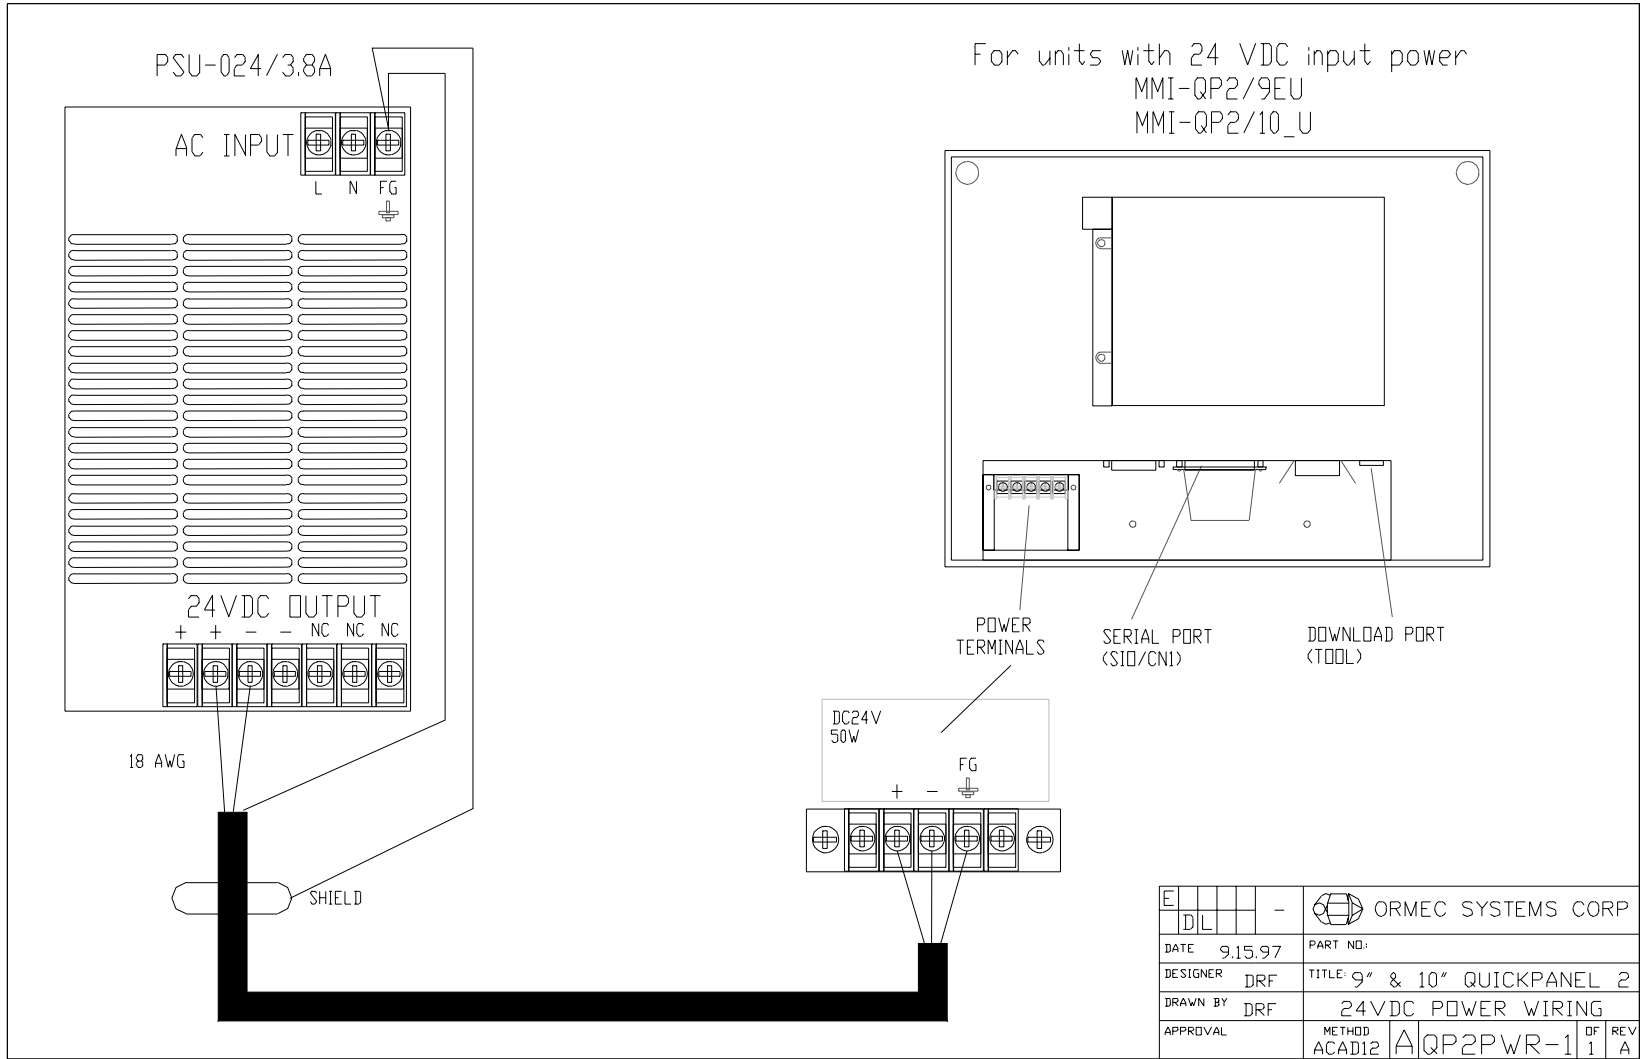 PSU-024/3.8A
AC INPUT
L N FG
24VDC OUTPUT
+ + - - NC NC NC
18 AWG
SHIELD
For units with 24 VDC input power
MMI-QP2/9EU
MMI-QP2/10_U
POWER
TERMINALS
SERIAL PORT
(SIO/CN1)
DOWNLOAD PORT
(TOOL)
DC24V
50W
FG
+ -
E
DL
-
ORMEC SYSTEMS CORP
DATE 9.15.97
PART NO.:
DESIGNER DRF
TITLE: 9" & 10" QUICKPANEL 2
DRAWN BY DRF
24VDC POWER WIRING
APPROVAL
METHOD
ACAD12
A
QP2PWR-1
OF
1
REV
A